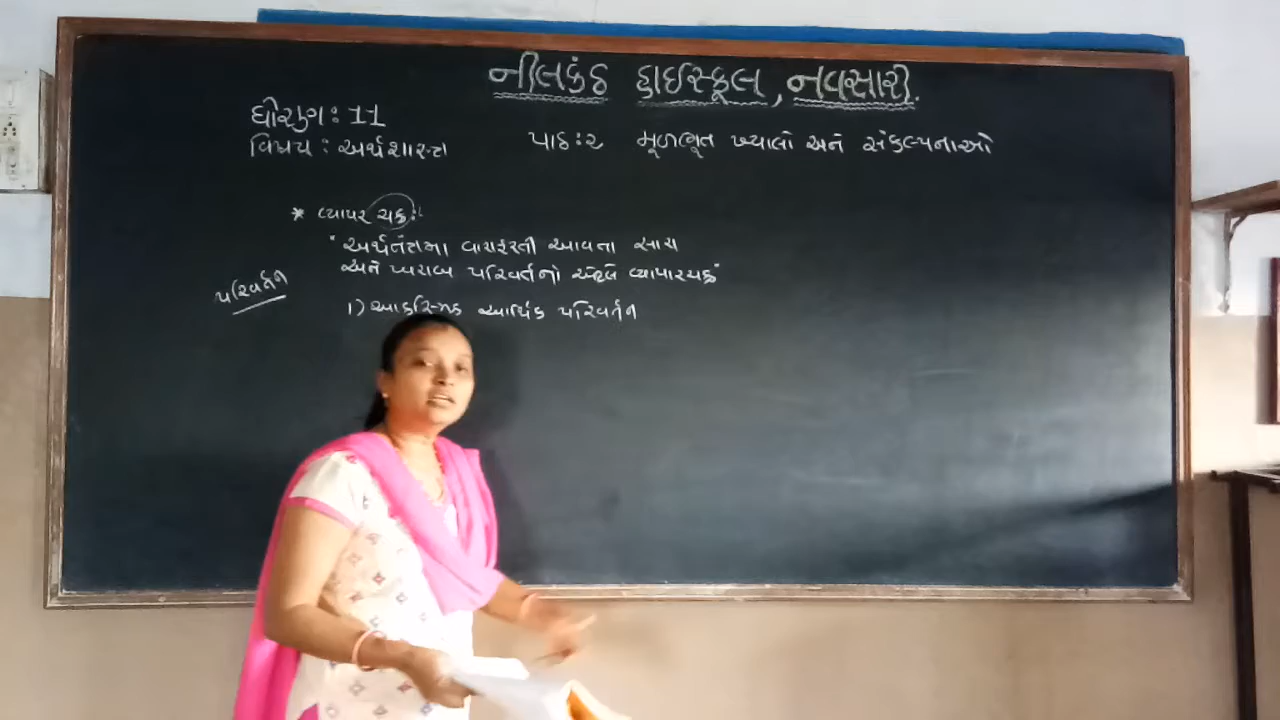 નીલકંઠ હાઈસ્કૂલ, નવસારી.
ધોરણ : 11
વિષય : અર્થશાસ્ત્ર
પાઠ : ૨ મૂળભૂત ખ્યાલો અને સંકલ્પનાઓ
* વ્યાપાર ચક્ર :
અર્થતંત્રમાં વારાફરતી આવતા સારા
અને ખરાબ પરિવર્તનો એટલે વ્યાપારચક્ર
પરિવર્તન
1) આકસ્મિક આર્થિક પરિવર્તન